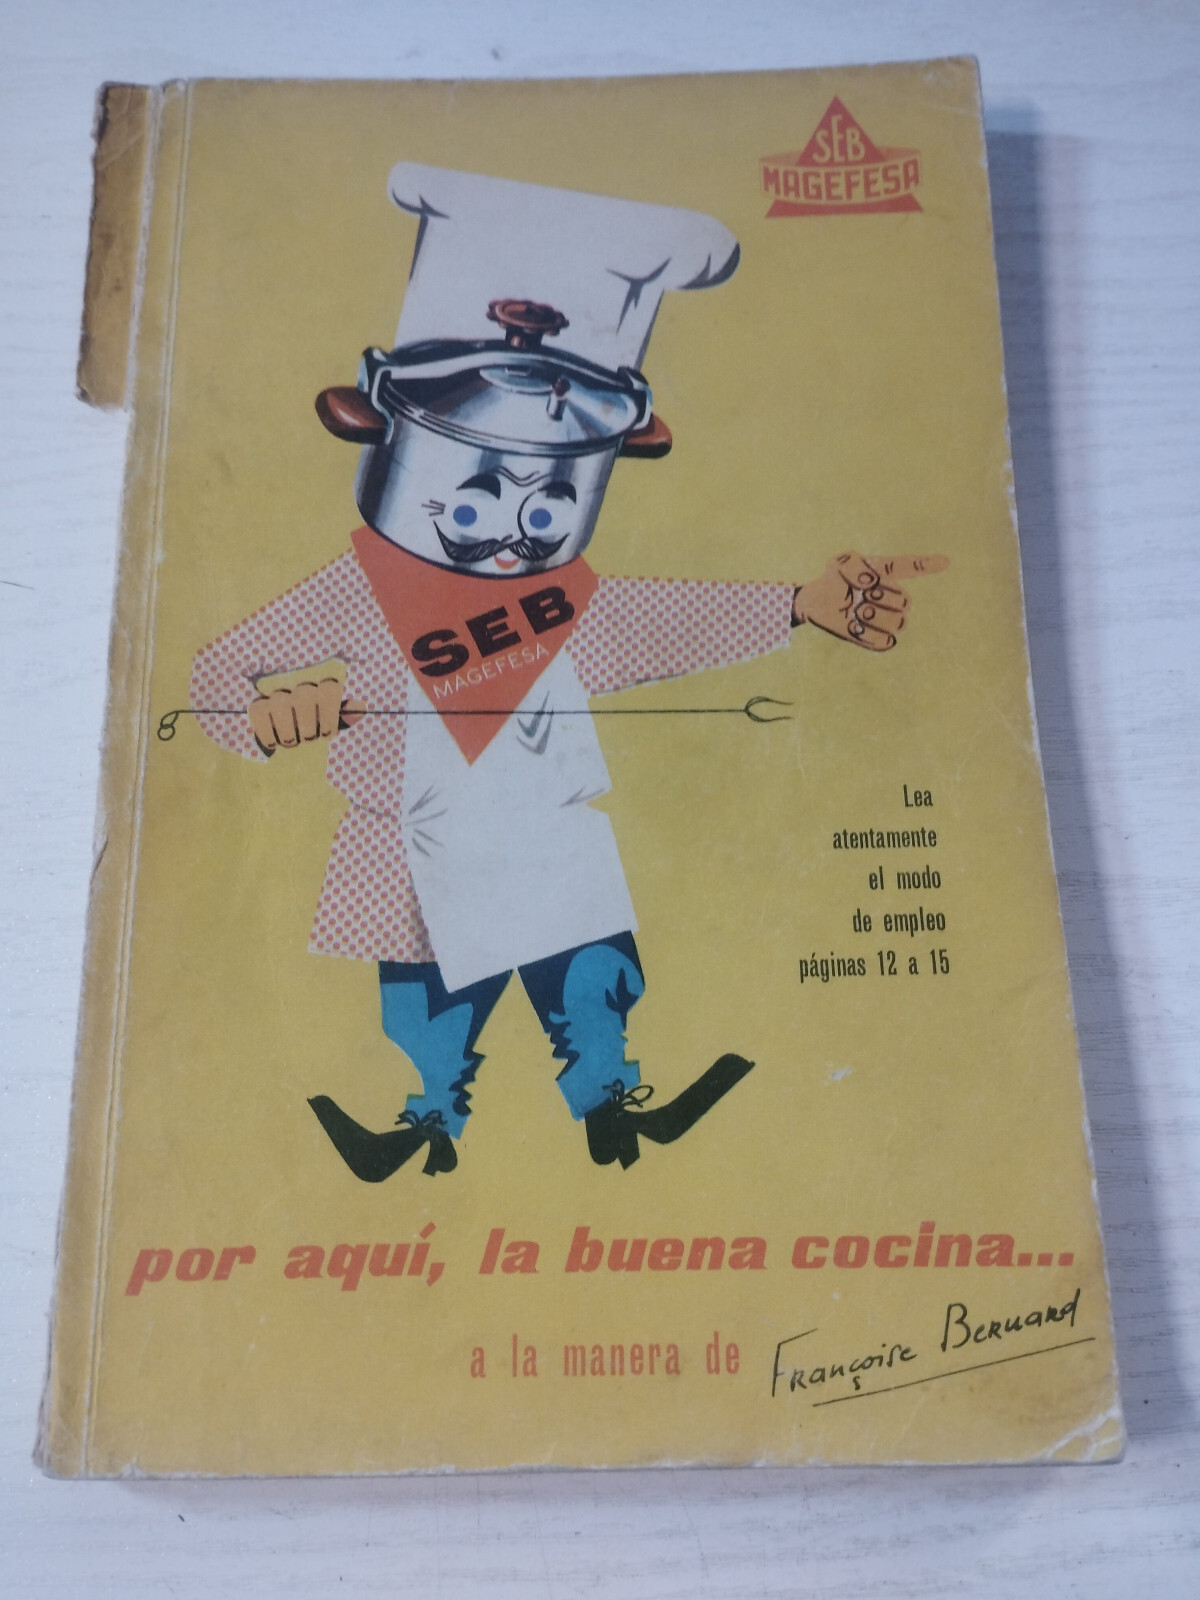 SEB
MAGEFESA
SEB
MAGEFESA
Lea
atentamente
el modo
de empleo
páginas 12 a 15
por aquí, la buena cocina...
a la manera de Françoise Bernard